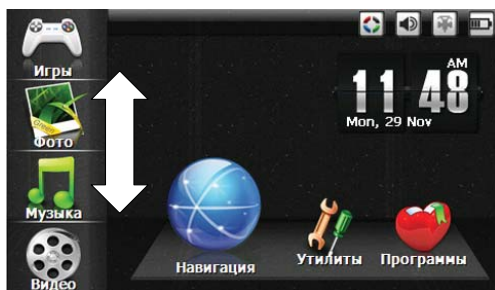 Игры
Фото
Музыка
Видео
AM
11 48
Mon, 29 Nov
Навигация
Утилиты
Программы